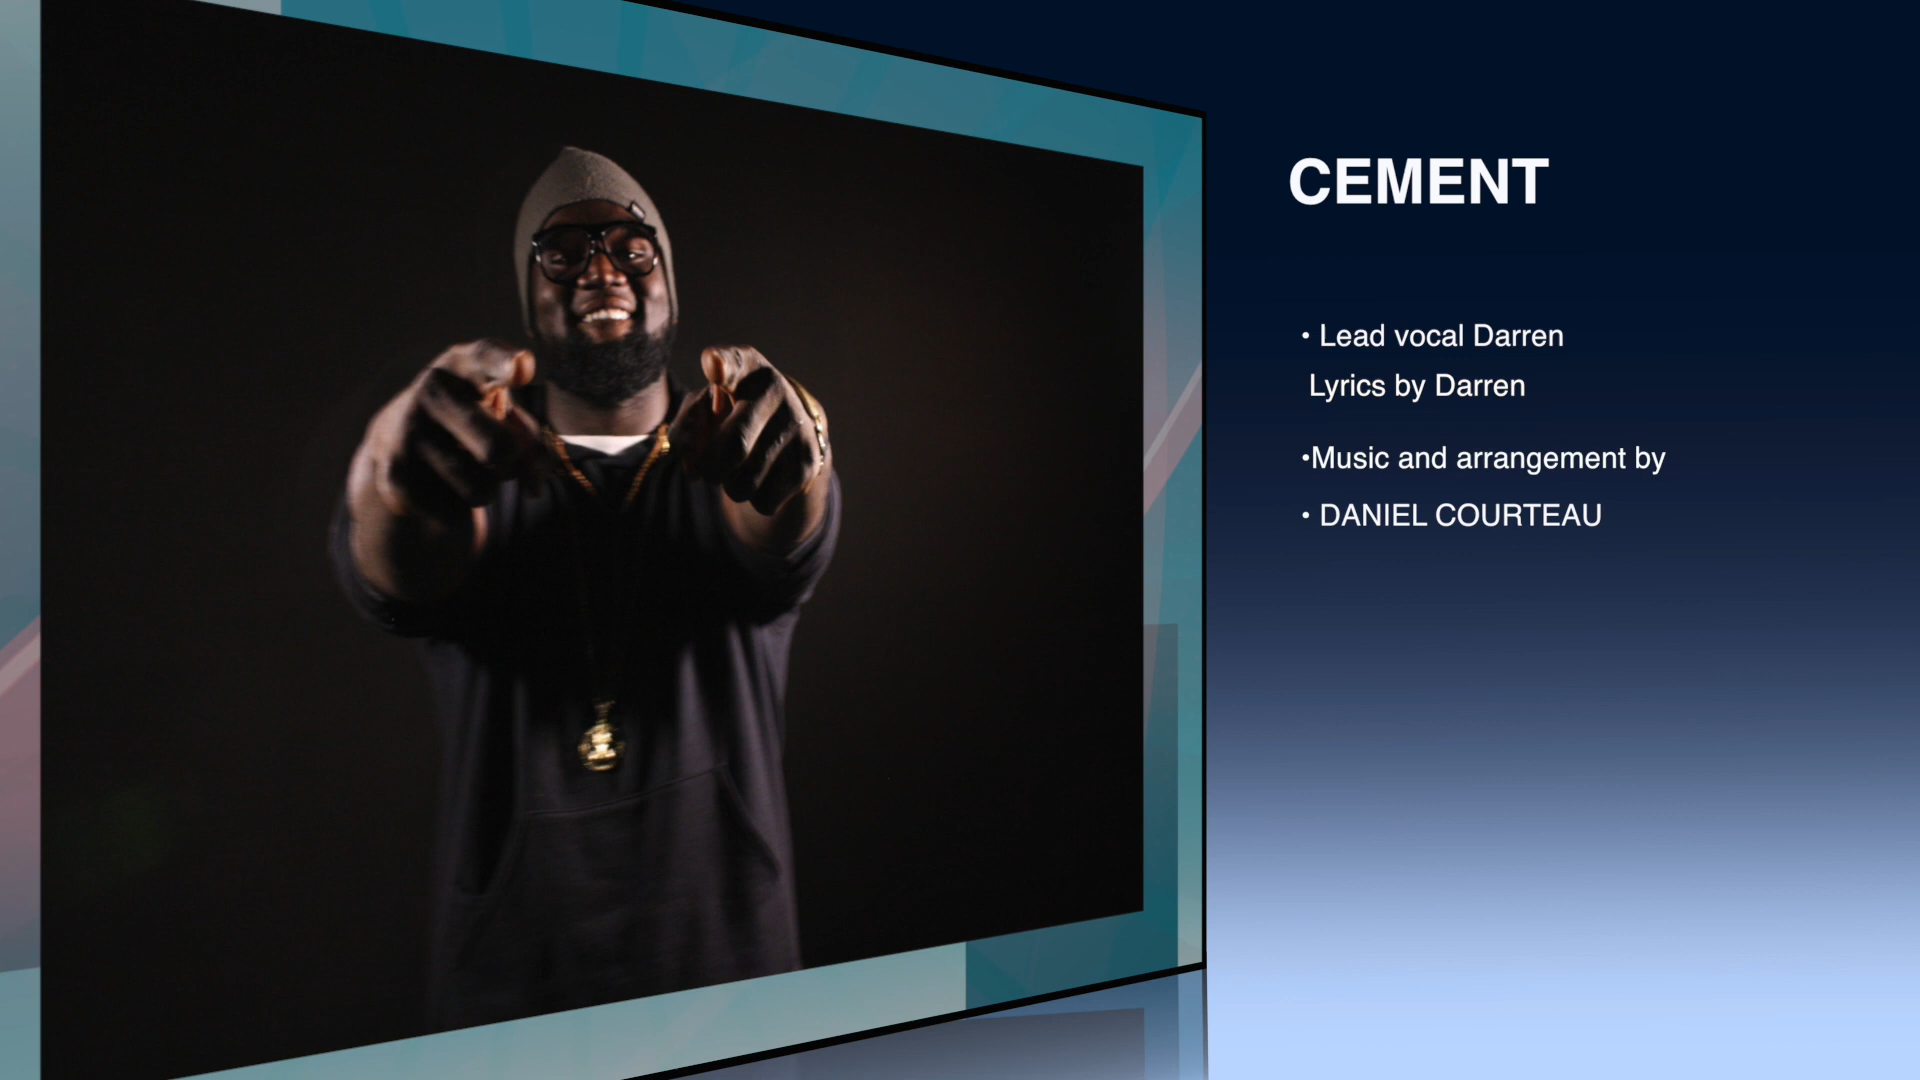 CEMENT
• Lead vocal Darren
Lyrics by Darren
•Music and arrangement by
• DANIEL COURTEAU